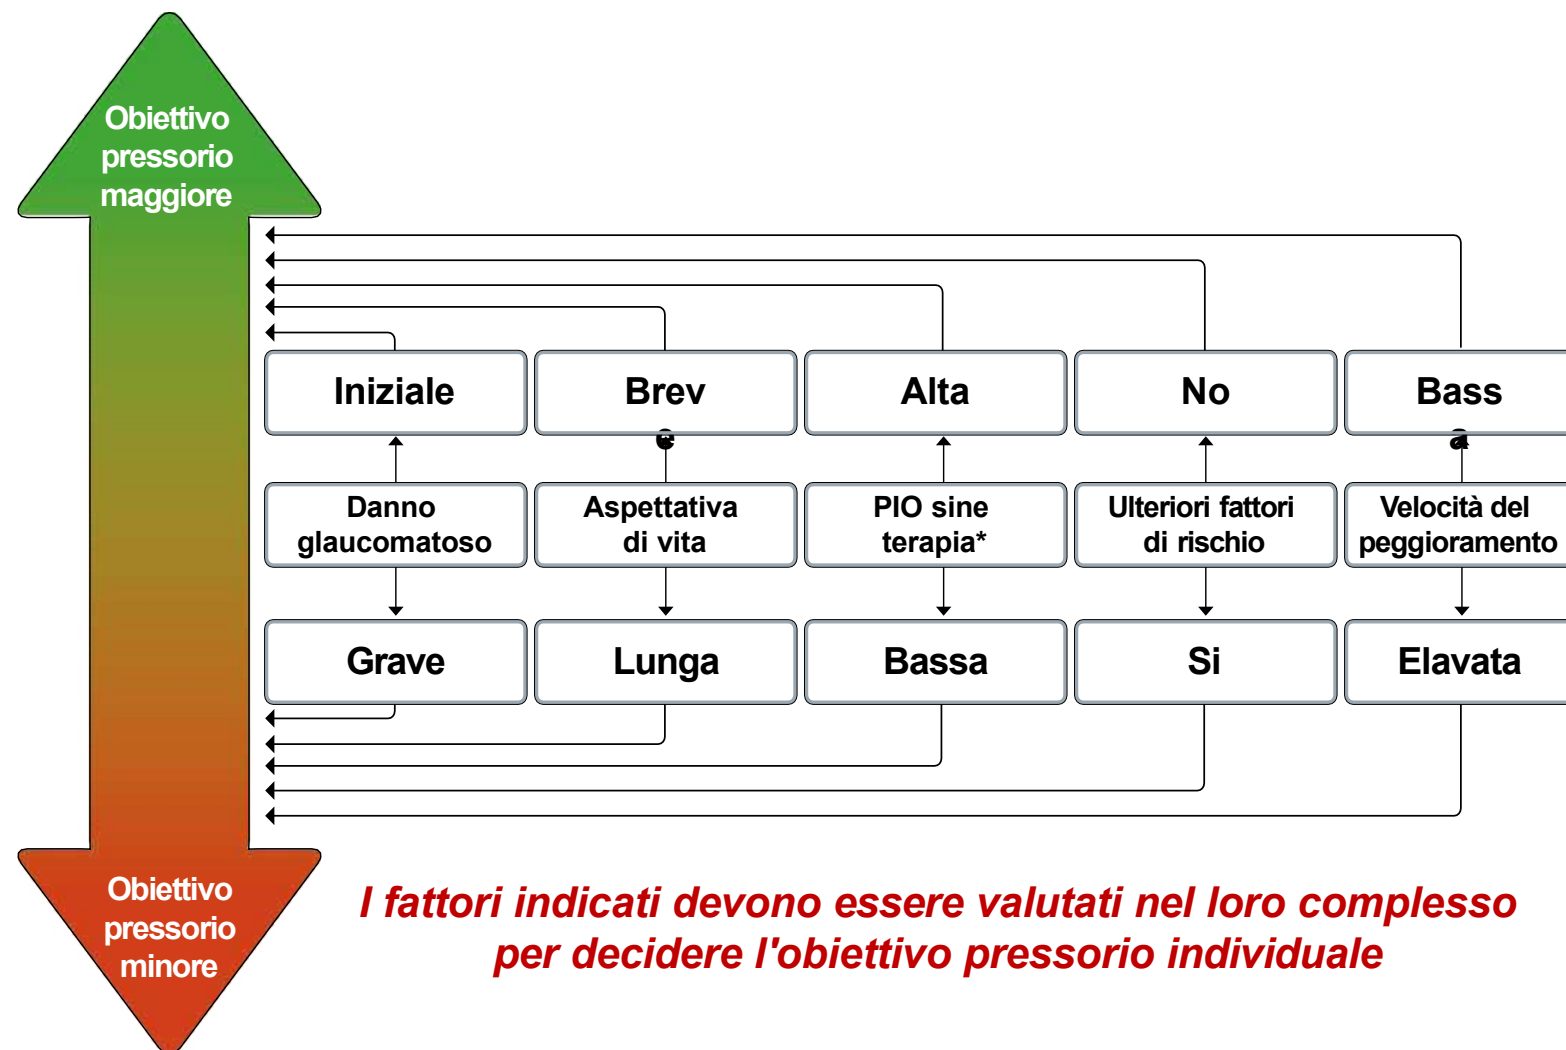 Obiettivo
pressorio
maggiore
Iniziale
Brev
e
Alta
No
Bass
a
Danno
glaucomatoso
Aspettativa
di vita
PIO sine
terapia*
Ulteriori fattori
di rischio
Velocità del
peggioramento
Grave
Lunga
Bassa
Si
Elavata
Obiettivo
pressorio
minore
I fattori indicati devono essere valutati nel loro complesso
per decidere l'obiettivo pressorio individuale